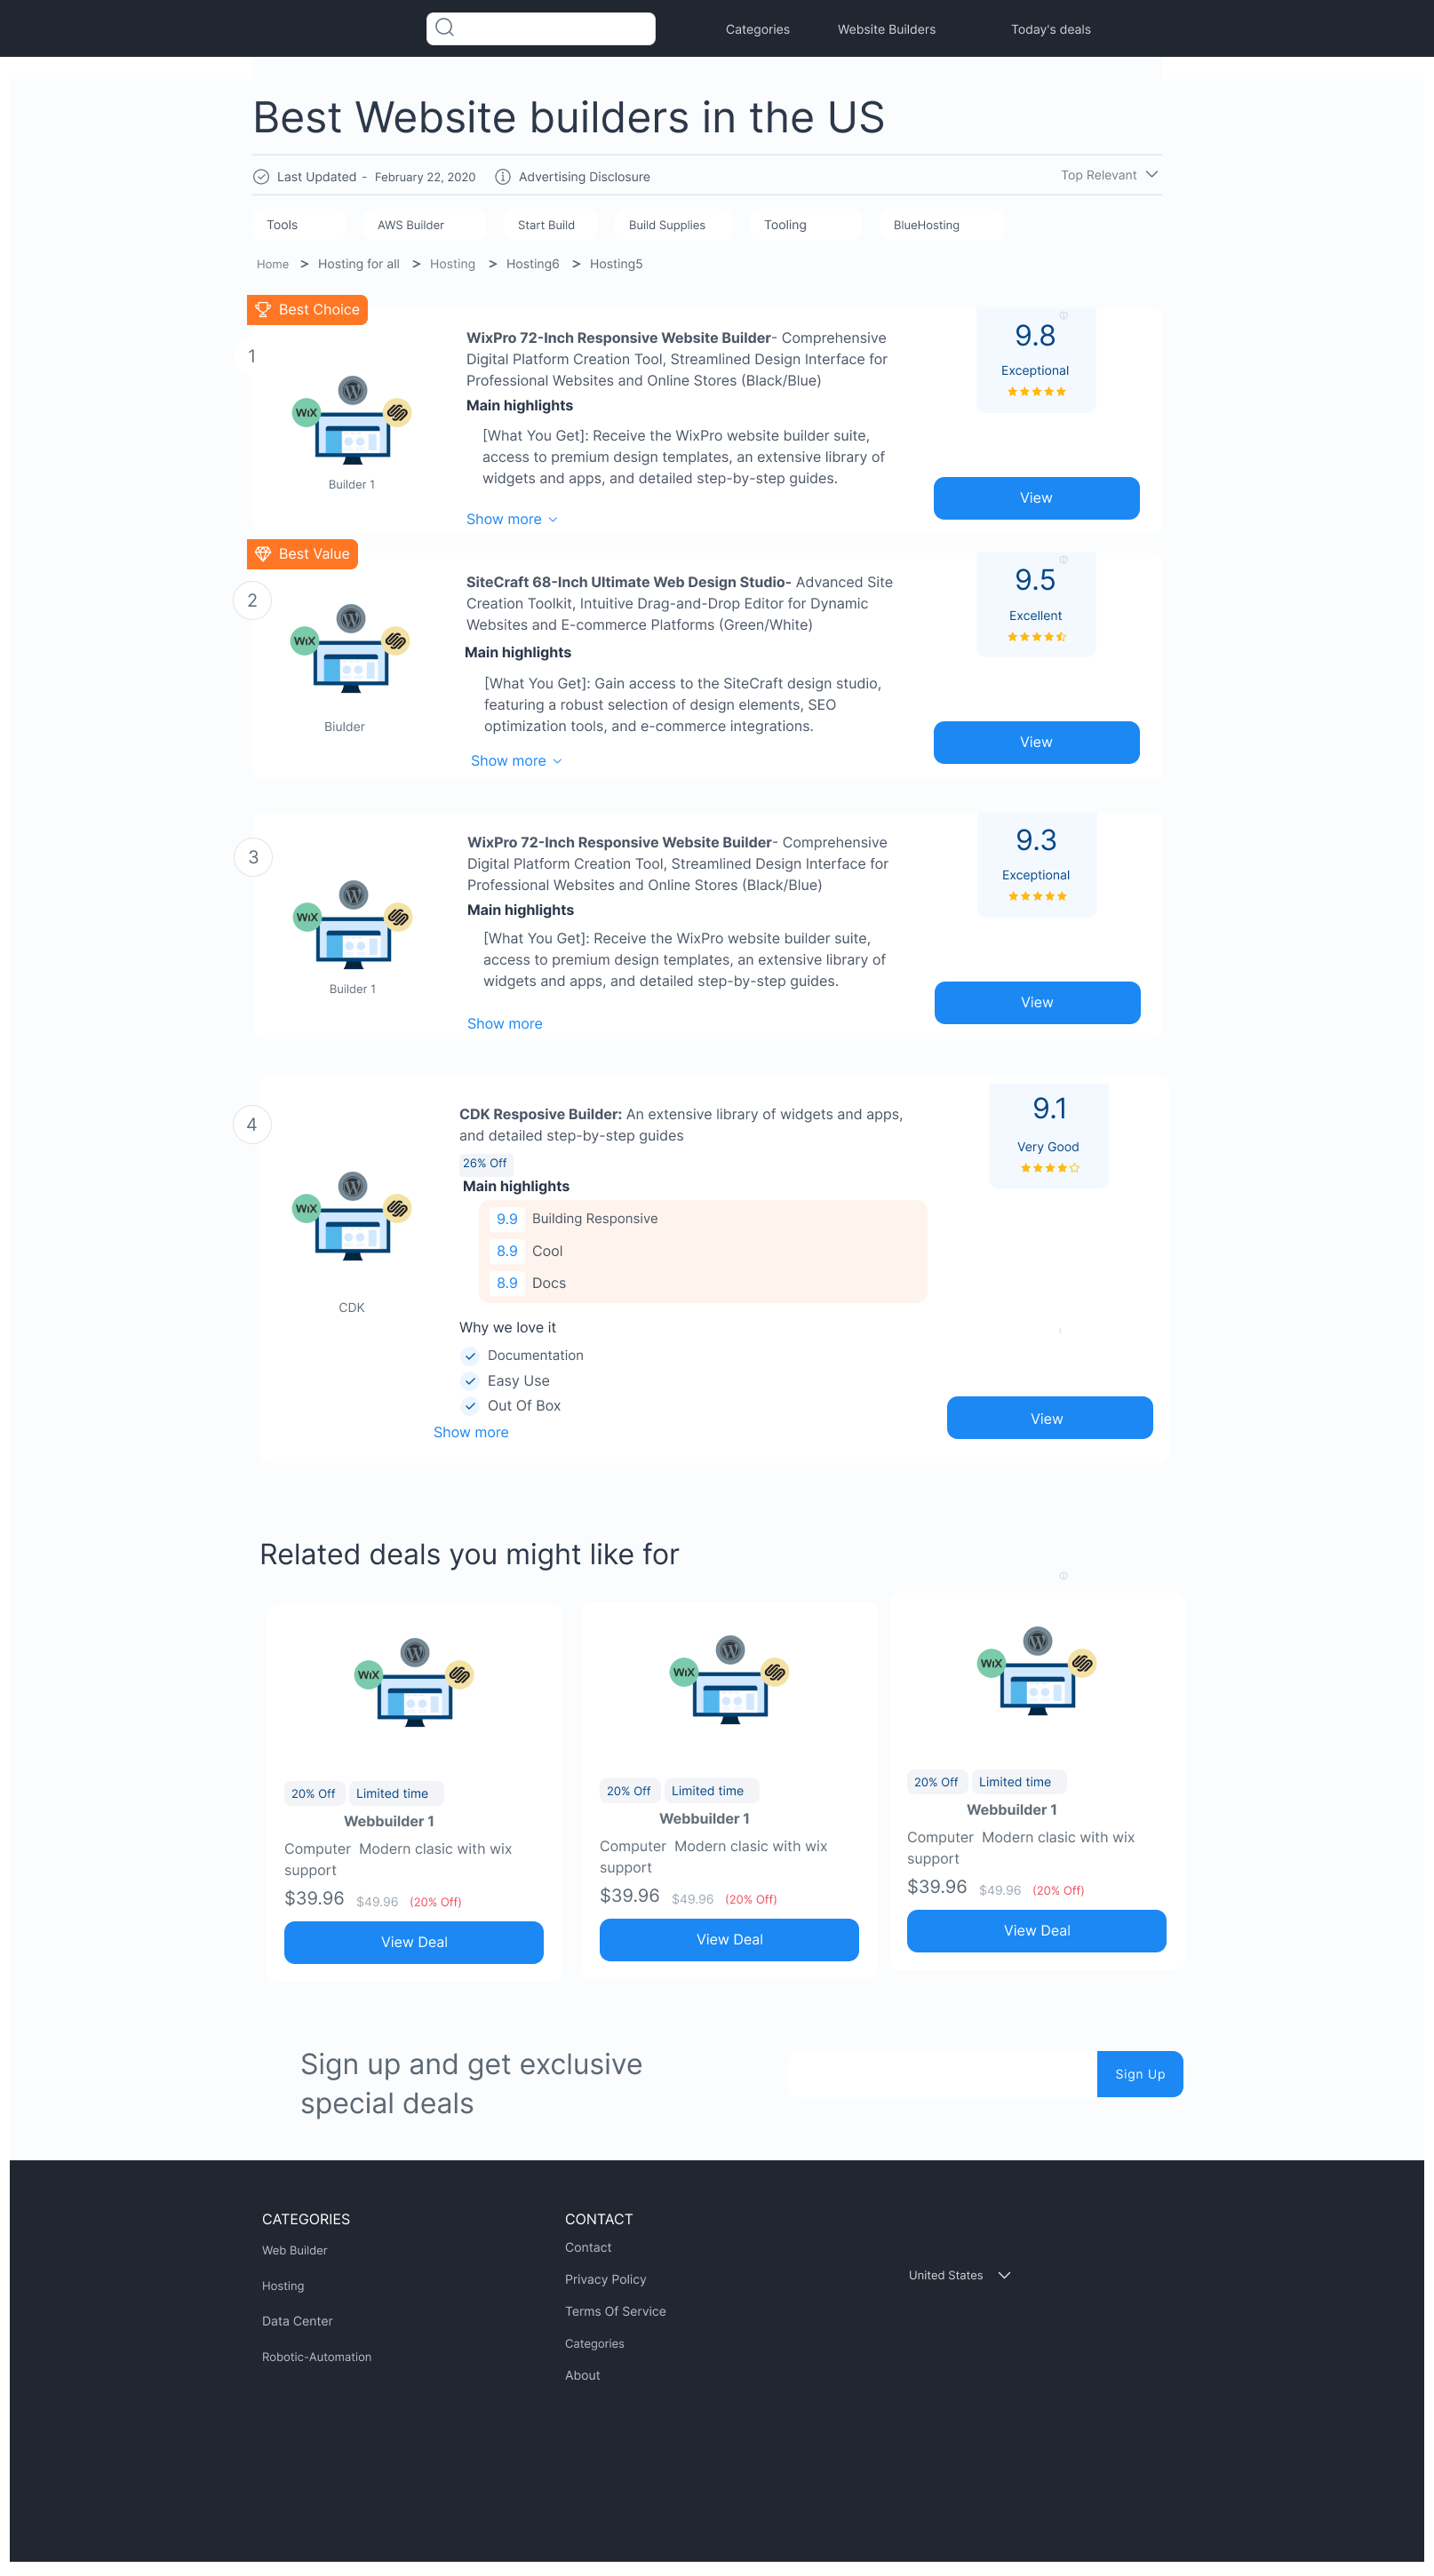 Categories Website Builders Today's deals
Best Website builders in the US
Last Updated - February 22, 2020 Advertising Disclosure Top Relevant
Tools AWS Builder Start Build Build Supplies Tooling BlueHosting
Home > Hosting for all > Hosting > Hosting6 > Hosting5
Best Choice
1
WiX
Builder 1
WixPro 72-Inch Responsive Website Builder- Comprehensive
Digital Platform Creation Tool, Streamlined Design Interface for
Professional Websites and Online Stores (Black/Blue)
Main highlights
[What You Get]: Receive the WixPro website builder suite,
access to premium design templates, an extensive library of
widgets and apps, and detailed step-by-step guides.
Show more
9.8
Exceptional
View
Best Value
2
WiX
Biulder
SiteCraft 68-Inch Ultimate Web Design Studio- Advanced Site
Creation Toolkit, Intuitive Drag-and-Drop Editor for Dynamic
Websites and E-commerce Platforms (Green/White)
Main highlights
[What You Get]: Gain access to the SiteCraft design studio,
featuring a robust selection of design elements, SEO
optimization tools, and e-commerce integrations.
Show more
9.5
Excellent
View
3
WiX
Builder 1
WixPro 72-Inch Responsive Website Builder- Comprehensive
Digital Platform Creation Tool, Streamlined Design Interface for
Professional Websites and Online Stores (Black/Blue)
Main highlights
[What You Get]: Receive the WixPro website builder suite,
access to premium design templates, an extensive library of
widgets and apps, and detailed step-by-step guides.
Show more
9.3
Exceptional
View
4
WiX
CDK
CDK Resposive Builder: An extensive library of widgets and apps,
and detailed step-by-step guides
26% Off
Main highlights
9.9 Building Responsive
8.9 Cool
8.9 Docs
Why we love it
Documentation
Easy Use
Out Of Box
Show more
9.1
Very Good
View
Related deals you might like for
WiX
20% Off Limited time
Webbuilder 1
Computer Modern clasic with wix
support
$39.96 $49.96 (20% Off)
View Deal
WiX
20% Off Limited time
Webbuilder 1
Computer Modern clasic with wix
support
$39.96 $49.96 (20% Off)
View Deal
WiX
20% Off Limited time
Webbuilder 1
Computer Modern clasic with wix
support
$39.96 $49.96 (20% Off)
View Deal
Sign up and get exclusive
special deals
Sign Up
CATEGORIES
Web Builder
Hosting
Data Center
Robotic-Automation
CONTACT
Contact
Privacy Policy
Terms Of Service
Categories
About
United States